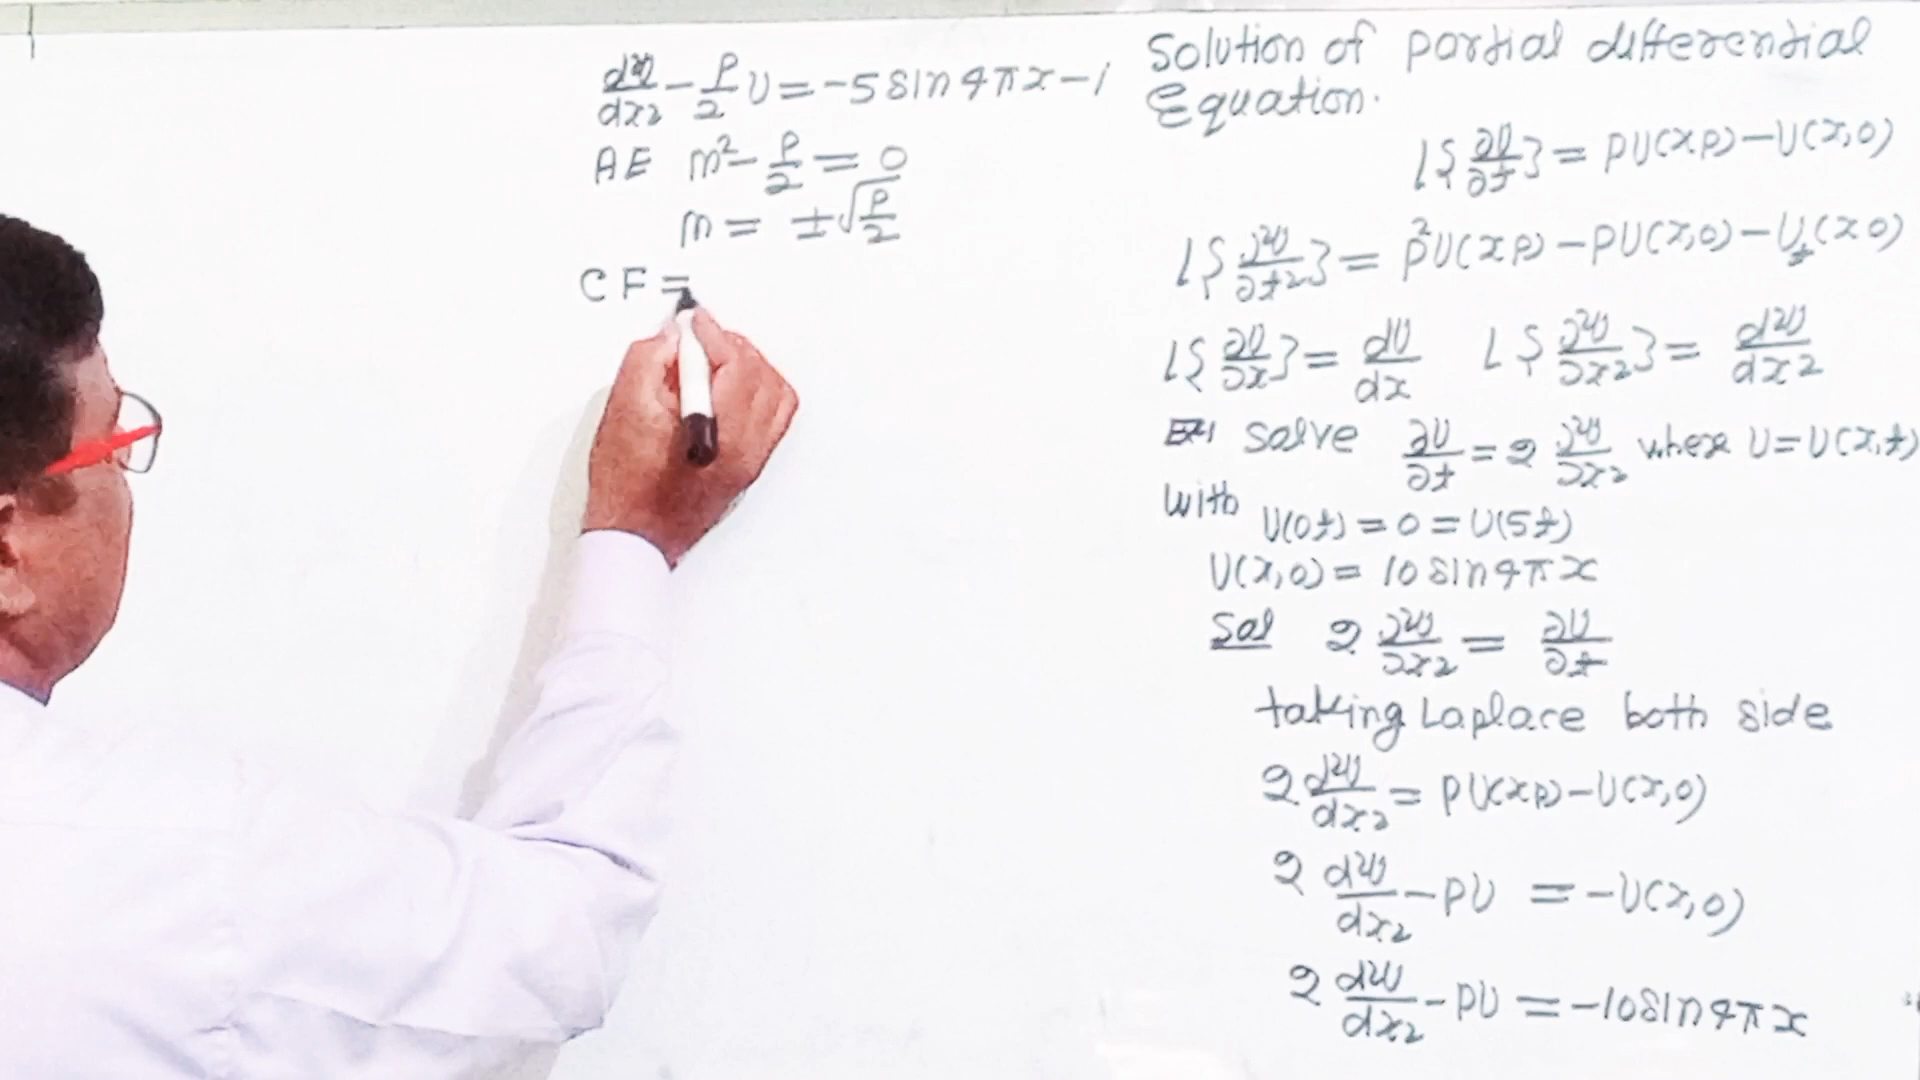 d²U/dx² - P/2 U = -5 sin 4πx - 1
AE m² - P/2 = 0
m = ±√(P/2)
CF =
Solution of partial differential
Equation.
L{∂U/∂t} = PU(x,p) - U(x,0)
L{∂²U/∂t²} = P²U(x p) - PU(x,0) - Uₜ(x 0)
L{∂U/∂x} = dU/dx L{∂²U/∂x²} = d²U/dx²
Ex1 Solve ∂U/∂t = 2 ∂²U/∂x² where U = U(x,t)
with U(0 t) = 0 = U(5 t)
U(x,0) = 10 sin 4πx
Sol 2 ∂²U/∂x² = ∂U/∂t
taking Laplace both side
2 d²U/dx² = PU(x p) - U(x,0)
2 d²U/dx² - PU = -U(x,0)
2 d²U/dx² - PU = -10 sin 4πx